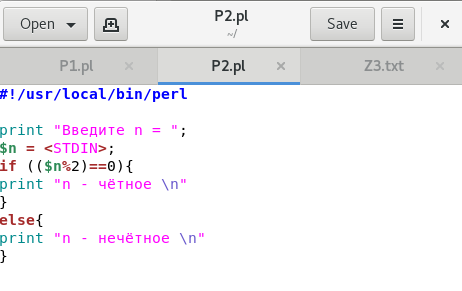 Open
P2.pl
~/
Save
P1.pl
P2.pl
Z3.txt
#!/usr/local/bin/perl
print "Введите n = ";
$n = <STDIN>;
if (($n%2)==0){
print "n - чётное \n"
}
else{
print "n - нечётное \n"
}